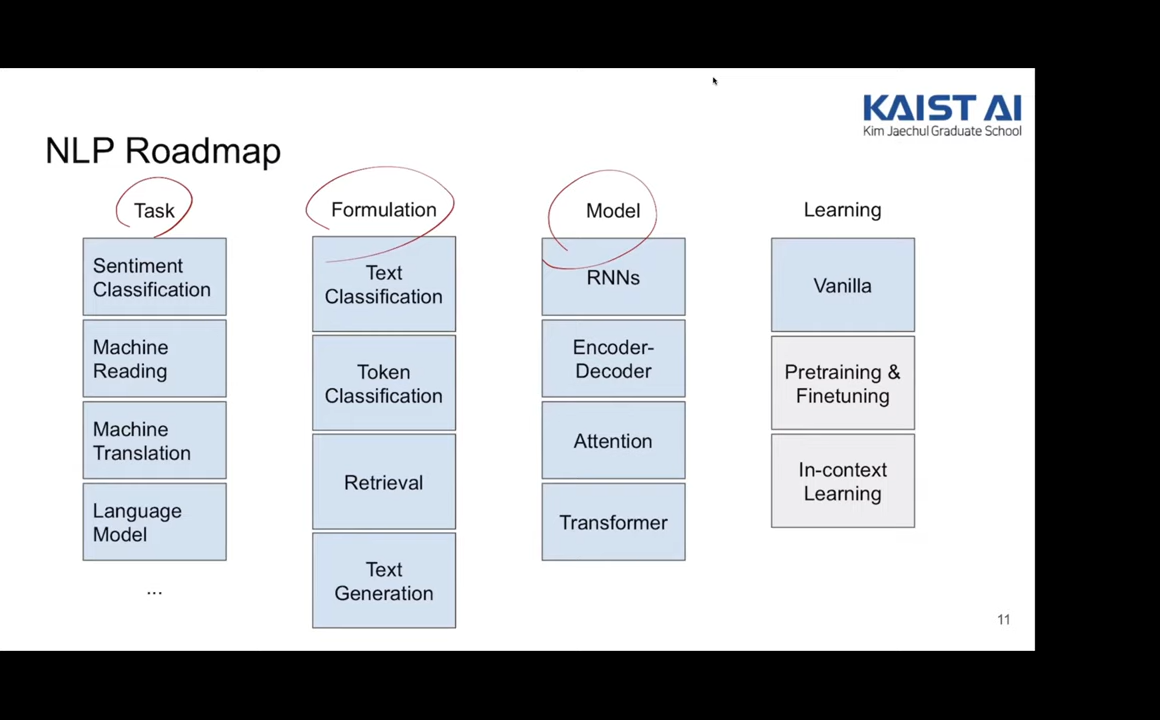 KAIST AI
Kim Jaechul Graduate School
NLP Roadmap
Task
Sentiment
Classification
Machine
Reading
Machine
Translation
Language
Model
...
Formulation
Text
Classification
Token
Classification
Retrieval
Text
Generation
Model
RNNs
Encoder-
Decoder
Attention
Transformer
Learning
Vanilla
Pretraining &
Finetuning
In-context
Learning
11